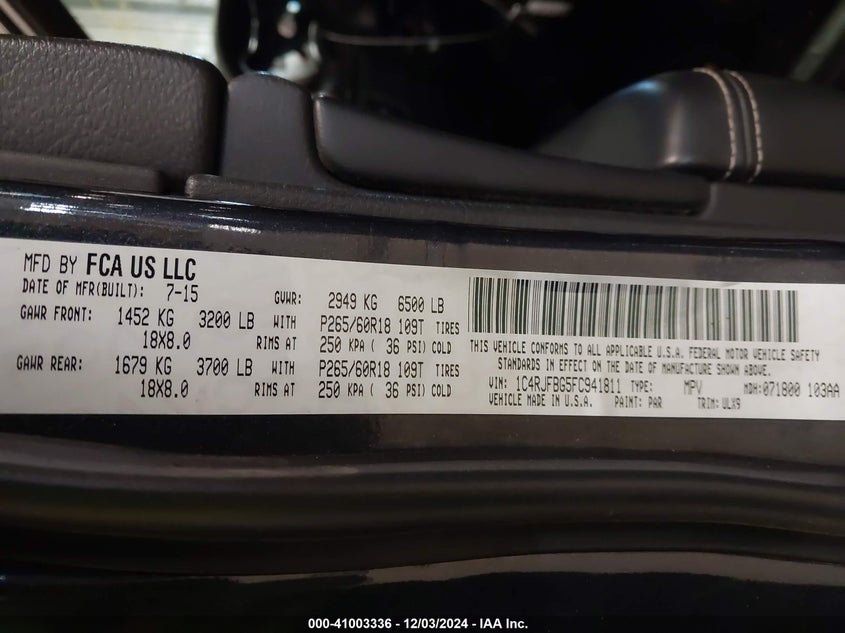 MFD BY FCA US LLC
DATE OF MFR(BUILT): 7-15 GVWR: 2949 KG 6500 LB
GAWR FRONT: 1452 KG 3200 LB WITH P265/60R18 109T TIRES
18X8.0 RIMS AT 250 KPA ( 36 PSI) COLD
GAWR REAR: 1679 KG 3700 LB WITH P265/60R18 109T TIRES
18X8.0 RIMS AT 250 KPA ( 36 PSI) COLD
THIS VEHICLE CONFORMS TO ALL APPLICABLE U.S.A. FEDERAL MOTOR VEHICLE SAFETY
STANDARDS IN EFFECT ON THE DATE OF MANUFACTURE SHOWN ABOVE.
VIN: 1C4RJFBG5FC941811 TYPE: MPV MDH:071800 103AA
VEHICLE MADE IN U.S.A. PAINT: PAR TRIM: ULX9
000-41003336 - 12/03/2024 - IAA Inc.